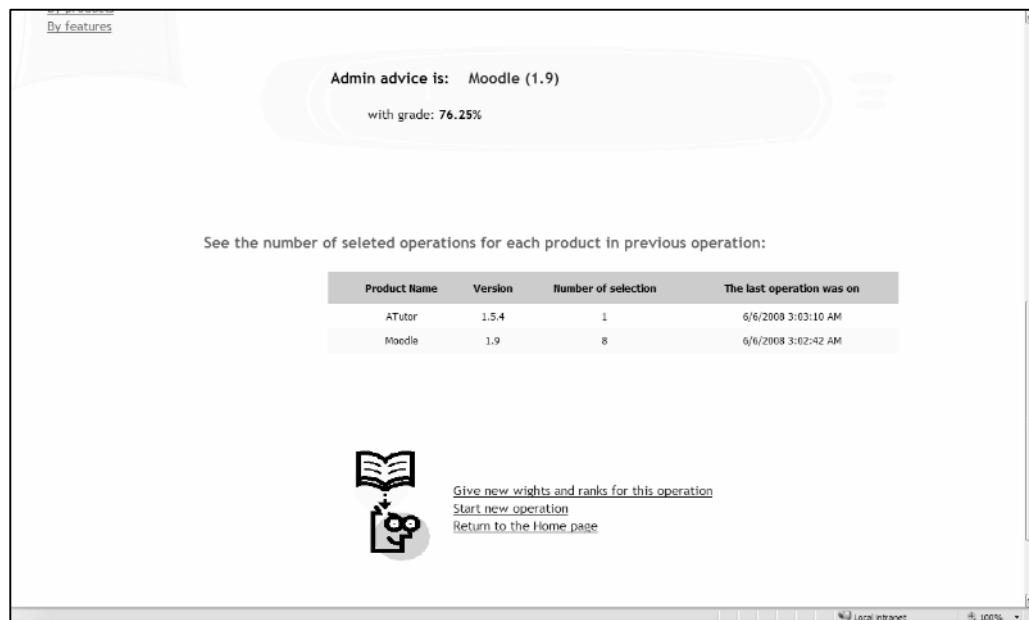 By products
By features
Admin advice is: Moodle (1.9)
with grade: 76.25%
See the number of seleted operations for each product in previous operation:
Product Name Version Number of selection The last operation was on
ATutor 1.5.4 1 6/6/2008 3:03:10 AM
Moodle 1.9 8 6/6/2008 3:02:42 AM
Give new wights and ranks for this operation
Start new operation
Return to the Home page
Local intranet 100%